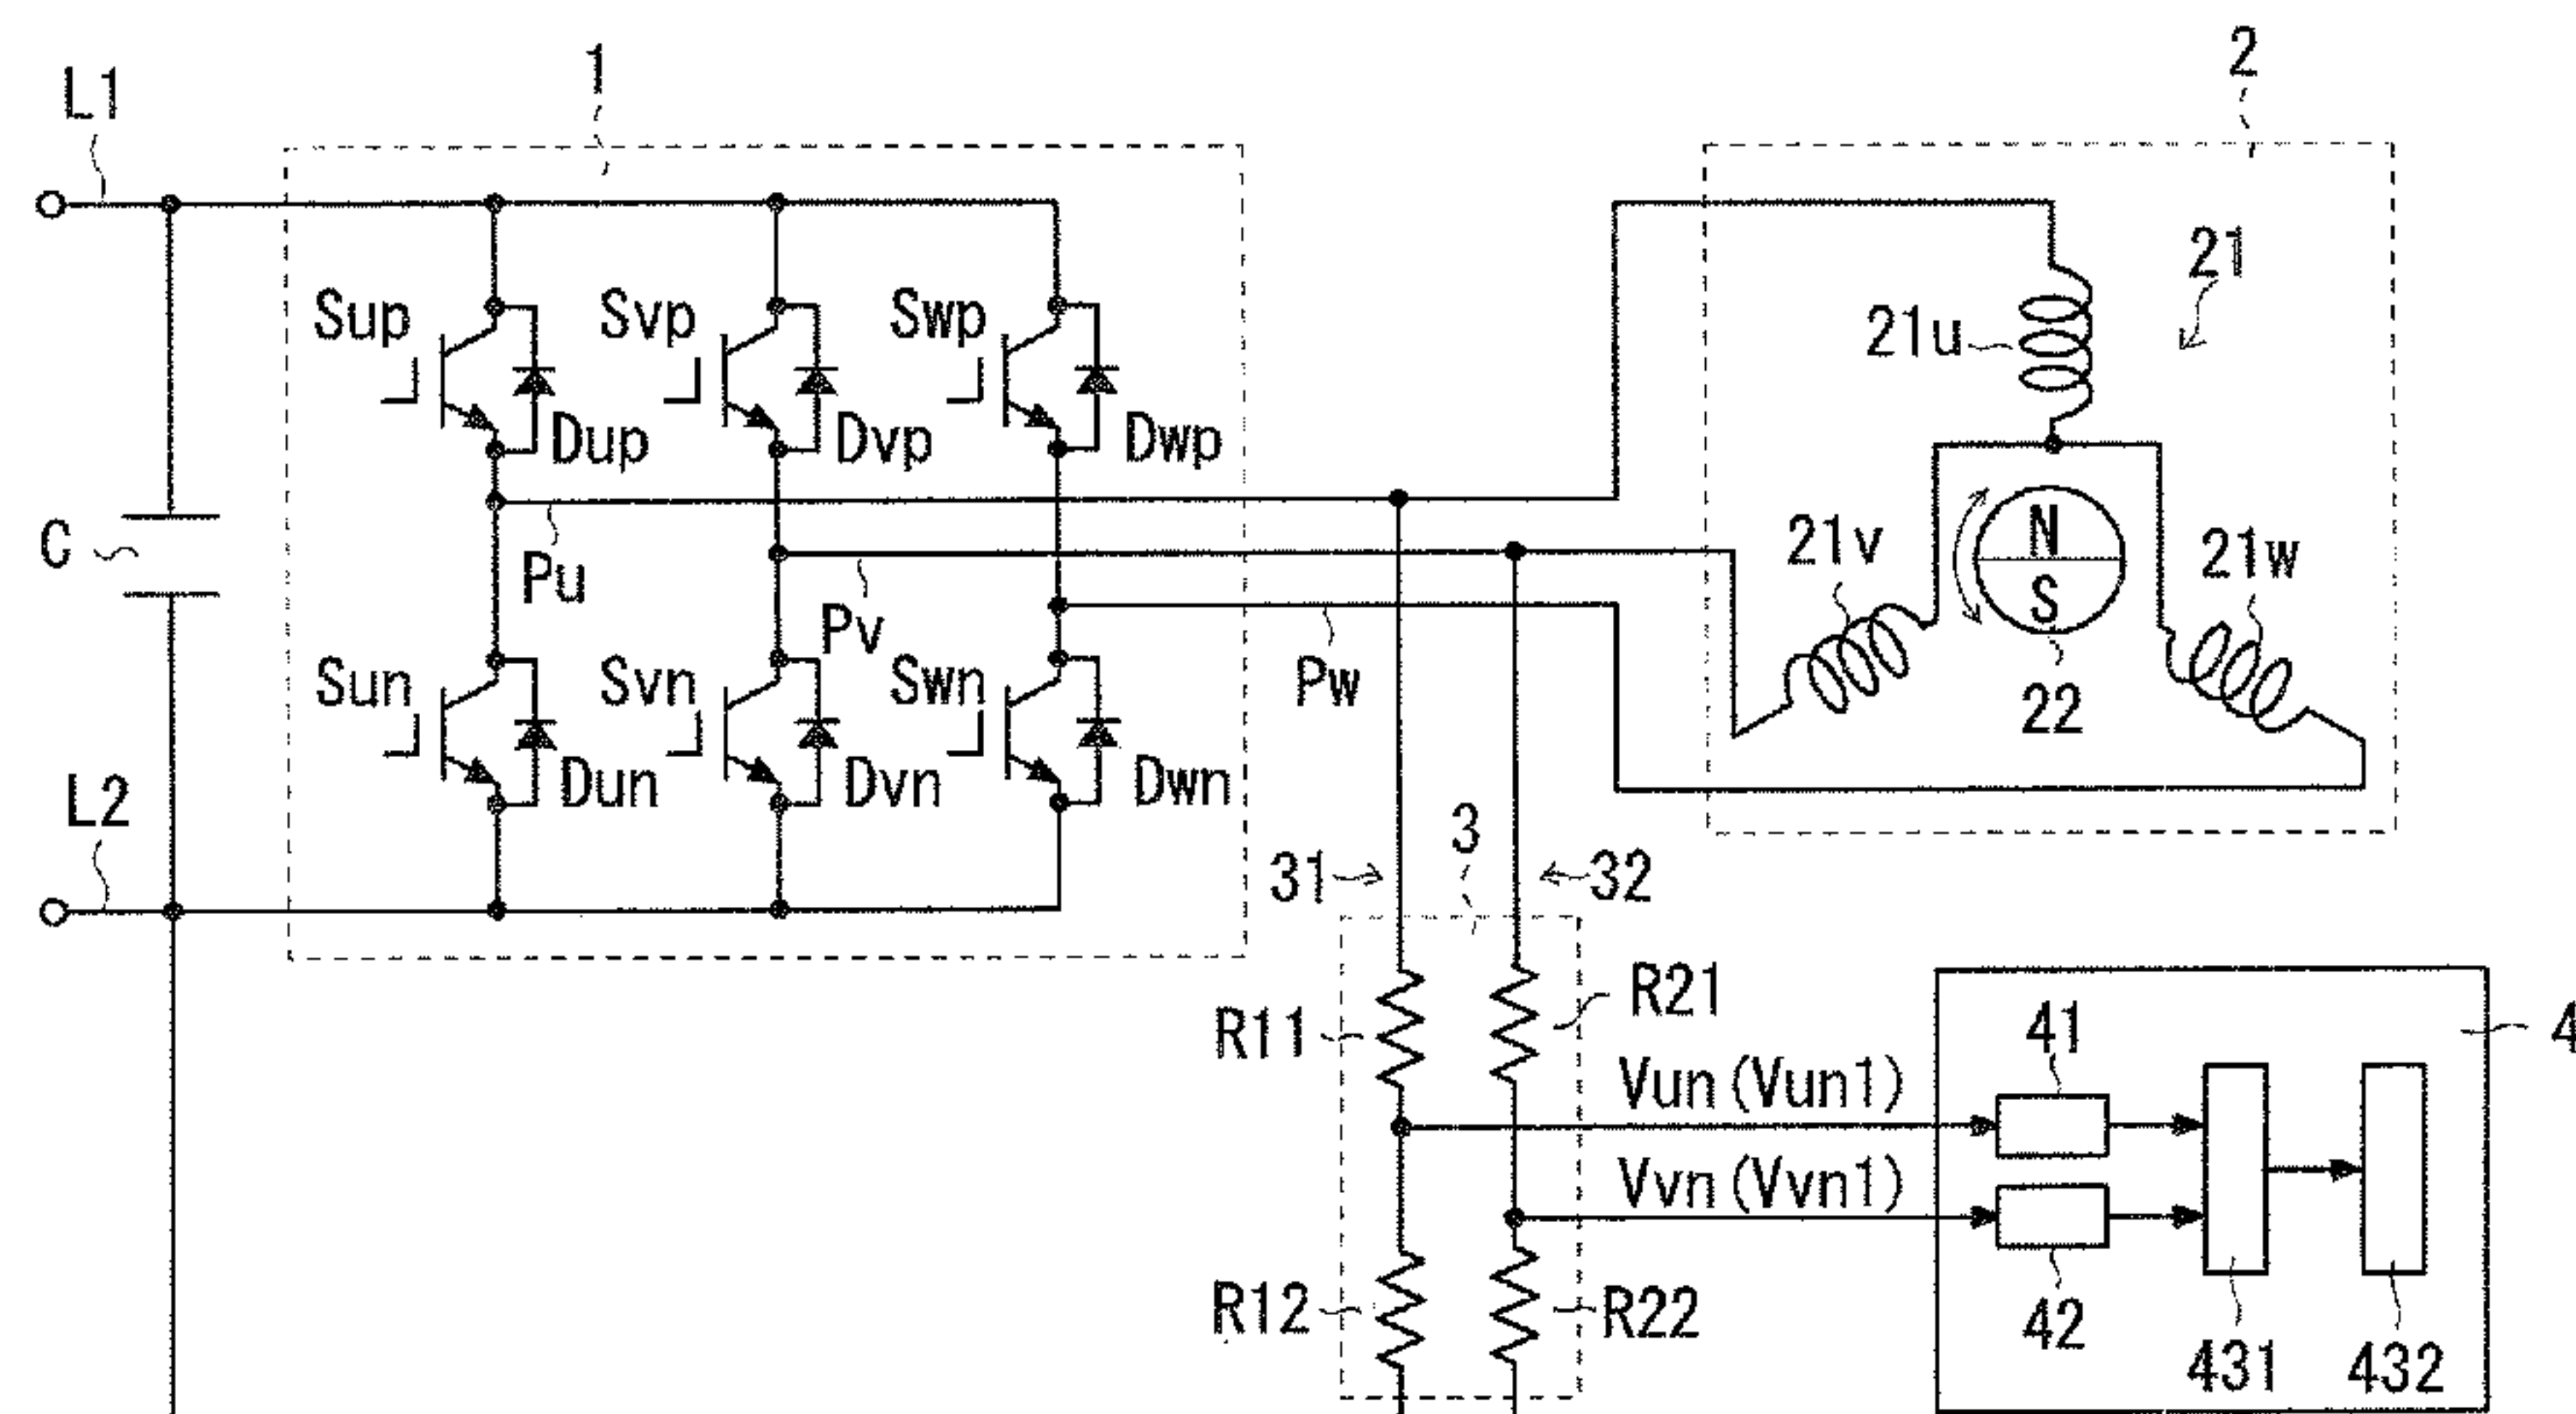 1
2
L1
21
Sup
Svp
Swp
21u
Dup
Dvp
Dwp
C
Pu
Pv
Pw
21v
N
S
21w
22
Sun
Svn
Swn
Dun
Dvn
Dwn
L2
3
31
32
R11
R21
4
41
Vun(Vun1)
Vvn(Vvn1)
R12
R22
42
431
432